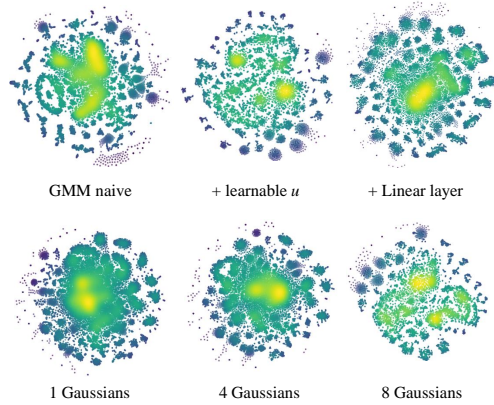 GMM naive
+ learnable u
+ Linear layer
1 Gaussians
4 Gaussians
8 Gaussians